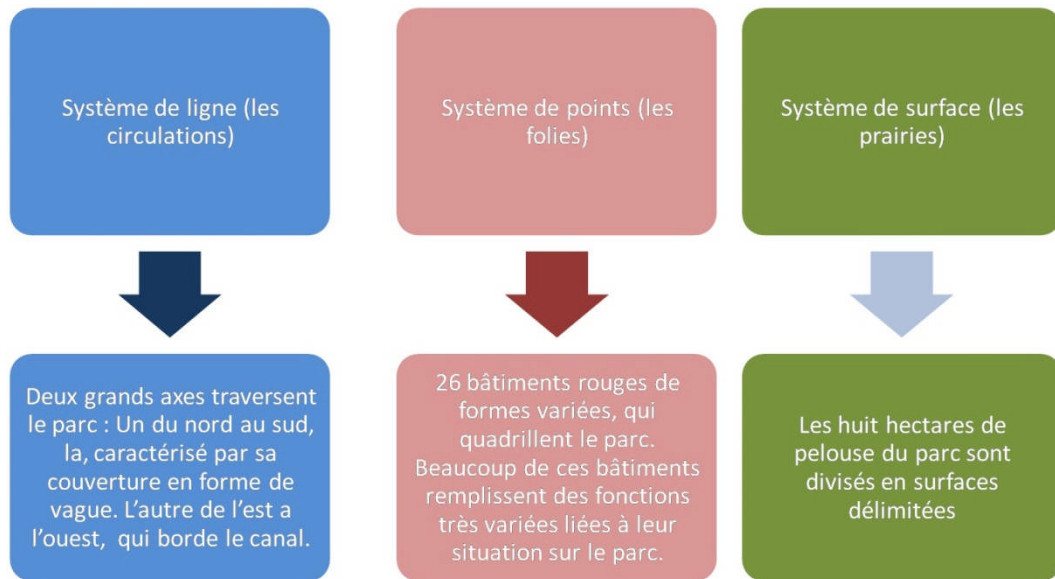 Système de ligne (les
circulations)
Système de points (les
folies)
Système de surface (les
prairies)
Deux grands axes traversent
le parc : Un du nord au sud,
la, caractérisé par sa
couverture en forme de
vague. L’autre de l’est a
l’ouest, qui borde le canal.
26 bâtiments rouges de
formes variées, qui
quadrillent le parc.
Beaucoup de ces bâtiments
remplissent des fonctions
très variées liées à leur
situation sur le parc.
Les huit hectares de
pelouse du parc sont
divisés en surfaces
délimitées